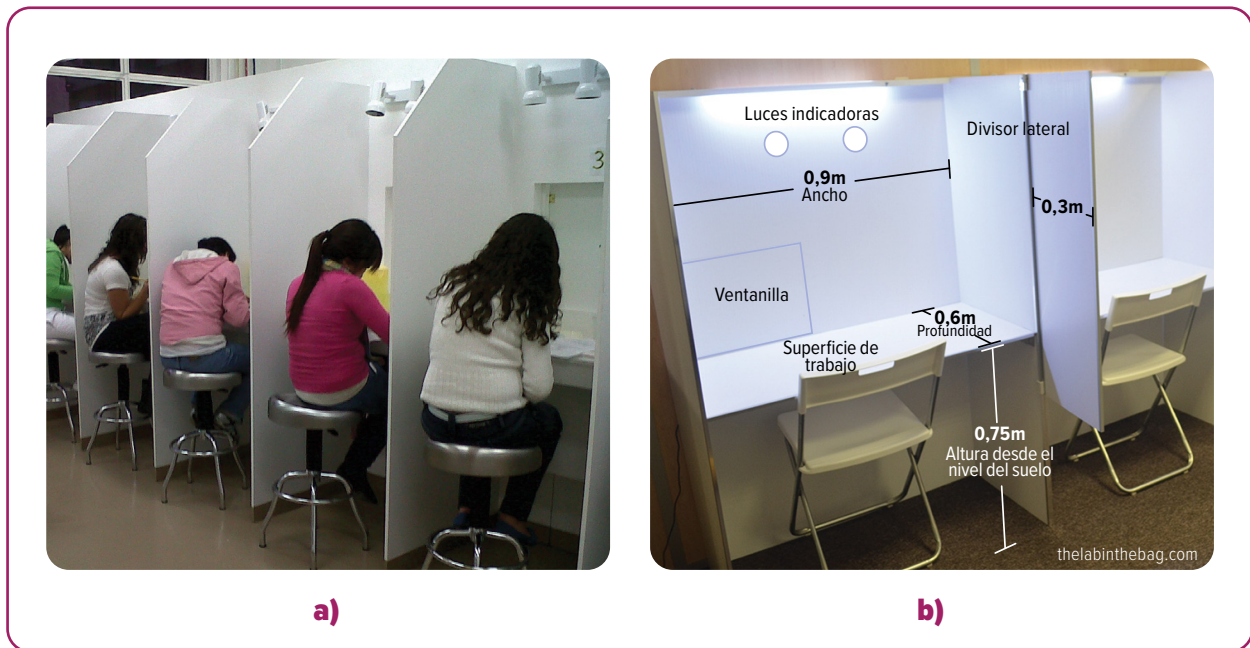 3
Luces indicadoras
Divisor lateral
0,9m
Ancho
0,3m
Ventanilla
0,6m
Profundidad
Superficie de
trabajo
0,75m
Altura desde el
nivel del suelo
thelabinthebag.com
a)
b)